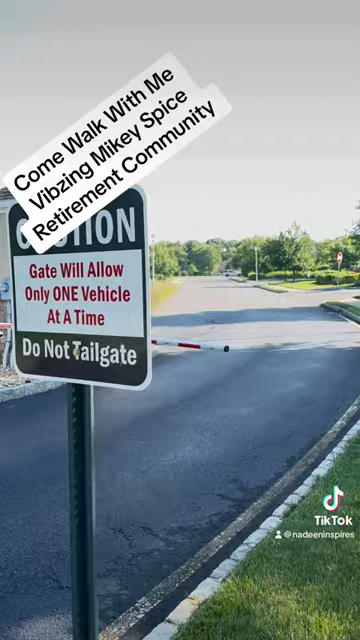 Come Walk With Me
Vibzing Mikey Spice
Retirement Community
CAUTION
Gate Will Allow
Only ONE Vehicle
At A Time
Do Not Tailgate
TikTok
@nadeeninspires